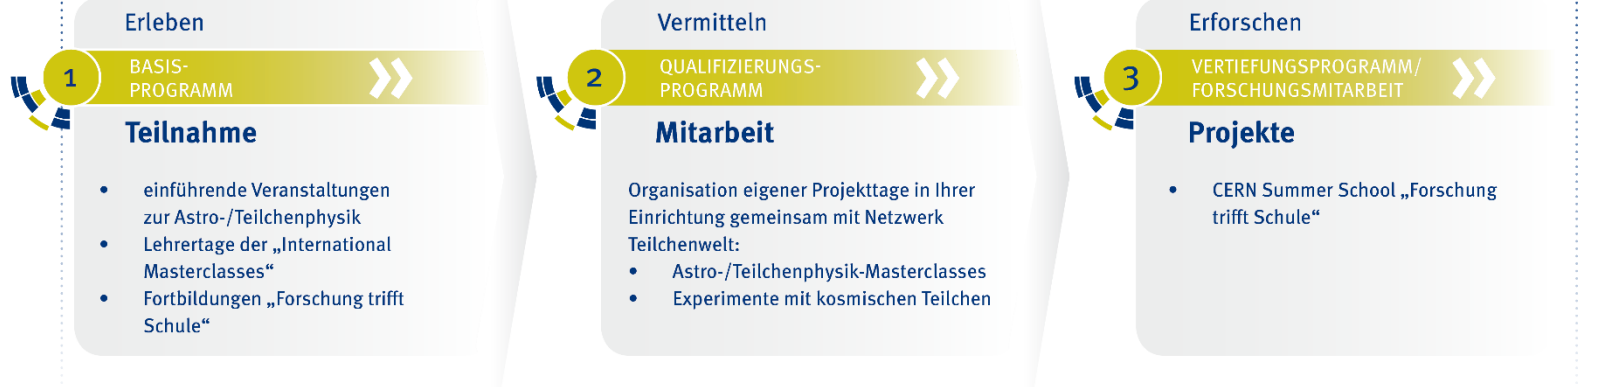 Erleben
1
BASIS-
PROGRAMM
Teilnahme
• einführende Veranstaltungen
zur Astro-/Teilchenphysik
• Lehrertage der „International
Masterclasses“
• Fortbildungen „Forschung trifft
Schule“
Vermitteln
2
QUALIFIZIERUNGS-
PROGRAMM
Mitarbeit
Organisation eigener Projekttage in Ihrer
Einrichtung gemeinsam mit Netzwerk
Teilchenwelt:
• Astro-/Teilchenphysik-Masterclasses
• Experimente mit kosmischen Teilchen
Erforschen
3
VERTIEFUNGSPROGRAMM/
FORSCHUNGSMITARBEIT
Projekte
• CERN Summer School „Forschung
trifft Schule“